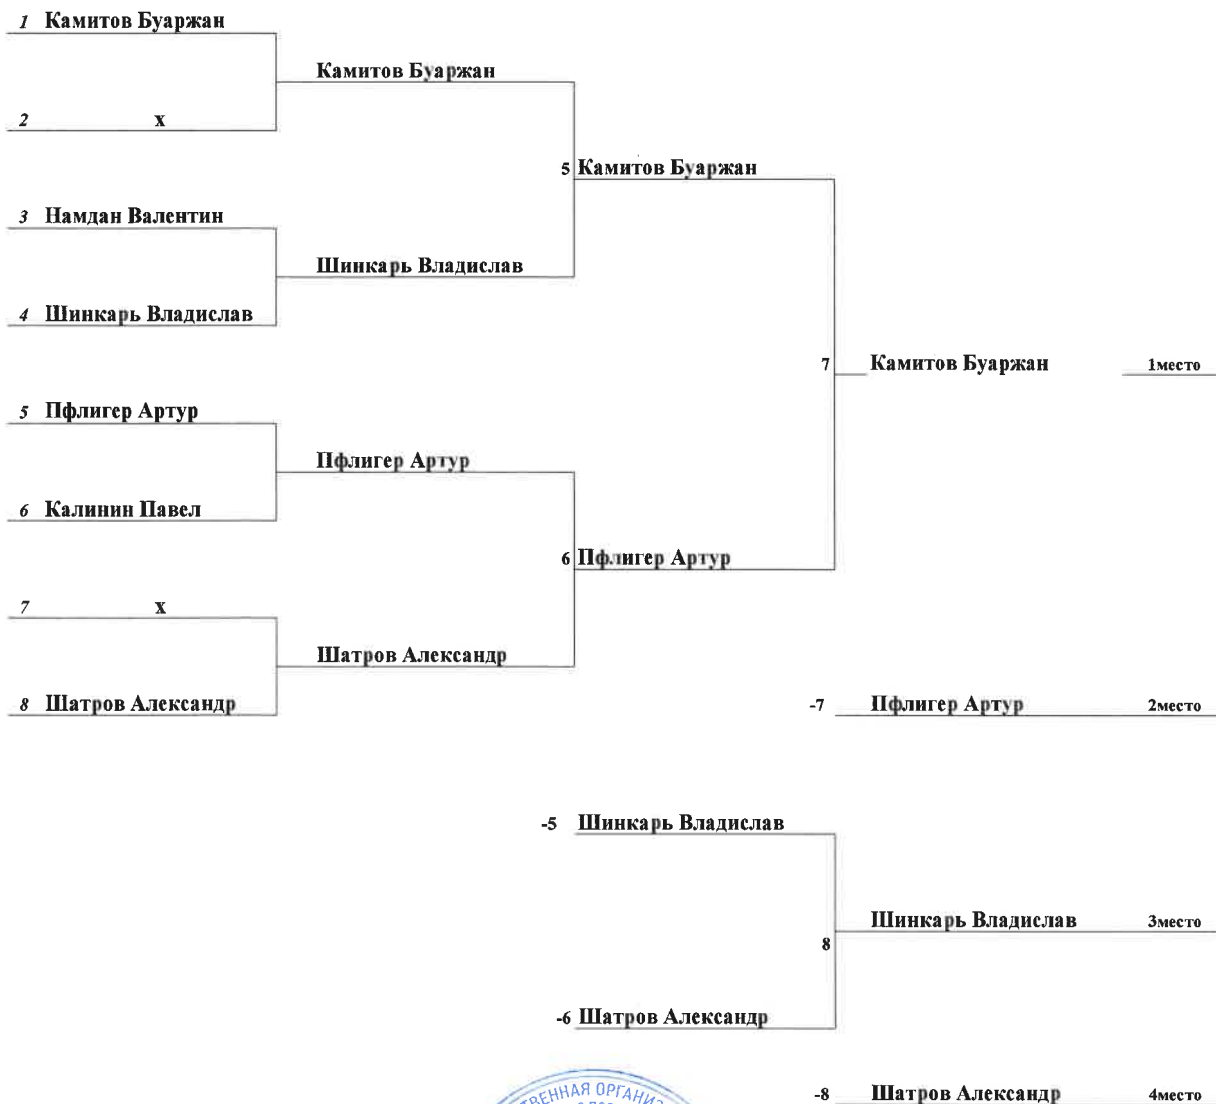 1 Камитов Буаржан
Камитов Буаржан
2 х
5 Камитов Буаржан
3 Намдан Валентин
Шинкарь Владислав
4 Шинкарь Владислав
7 Камитов Буаржан 1место
5 Пфлигер Артур
Пфлигер Артур
6 Калинин Павел
6 Пфлигер Артур
7 х
Шатров Александр
8 Шатров Александр
-7 Пфлигер Артур 2место
-5 Шинкарь Владислав
Шинкарь Владислав 3место
8
-6 Шатров Александр
-8 Шатров Александр 4место